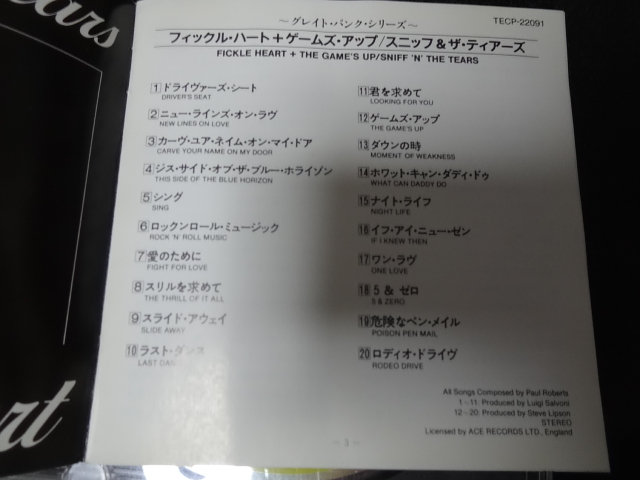 ears
～グレイト・パンク・シリーズ～
TECP-22091
フィックル・ハート＋ゲームズ・アップ/スニッフ＆ザ・ティアーズ
FICKLE HEART + THE GAME'S UP/SNIFF 'N' THE TEARS
1 ドライヴァーズ・シート
DRIVER'S SEAT
2 ニュー・ラインズ・オン・ラヴ
NEW LINES ON LOVE
3 カーヴ・ユア・ネイム・オン・マイ・ドア
CARVE YOUR NAME ON MY DOOR
4 ジス・サイド・オブ・ザ・ブルー・ホライゾン
THIS SIDE OF THE BLUE HORIZON
5 シング
SING
6 ロックンロール・ミュージック
ROCK 'N' ROLL MUSIC
7 愛のために
FIGHT FOR LOVE
8 スリルを求めて
THE THRILL OF IT ALL
9 スライド・アウェイ
SLIDE AWAY
10 ラスト・ダンス
LAST DANCE
11 君を求めて
LOOKING FOR YOU
12 ゲームズ・アップ
THE GAME'S UP
13 ダウンの時
MOMENT OF WEAKNESS
14 ホワット・キャン・ダディ・ドゥ
WHAT CAN DADDY DO
15 ナイト・ライフ
NIGHT LIFE
16 イフ・アイ・ニュー・ゼン
IF I KNEW THEN
17 ワン・ラヴ
ONE LOVE
18 5 & ゼロ
5 & ZERO
19 危険なペン・メイル
POISON PEN MAIL
20 ロディオ・ドライヴ
RODEO DRIVE
All Songs Composed by Paul Roberts
1～11: Produced by Luigi Salvoni
12～20: Produced by Steve Lipson
STEREO
Licensed by ACE RECORDS LTD., England
～1～
rt